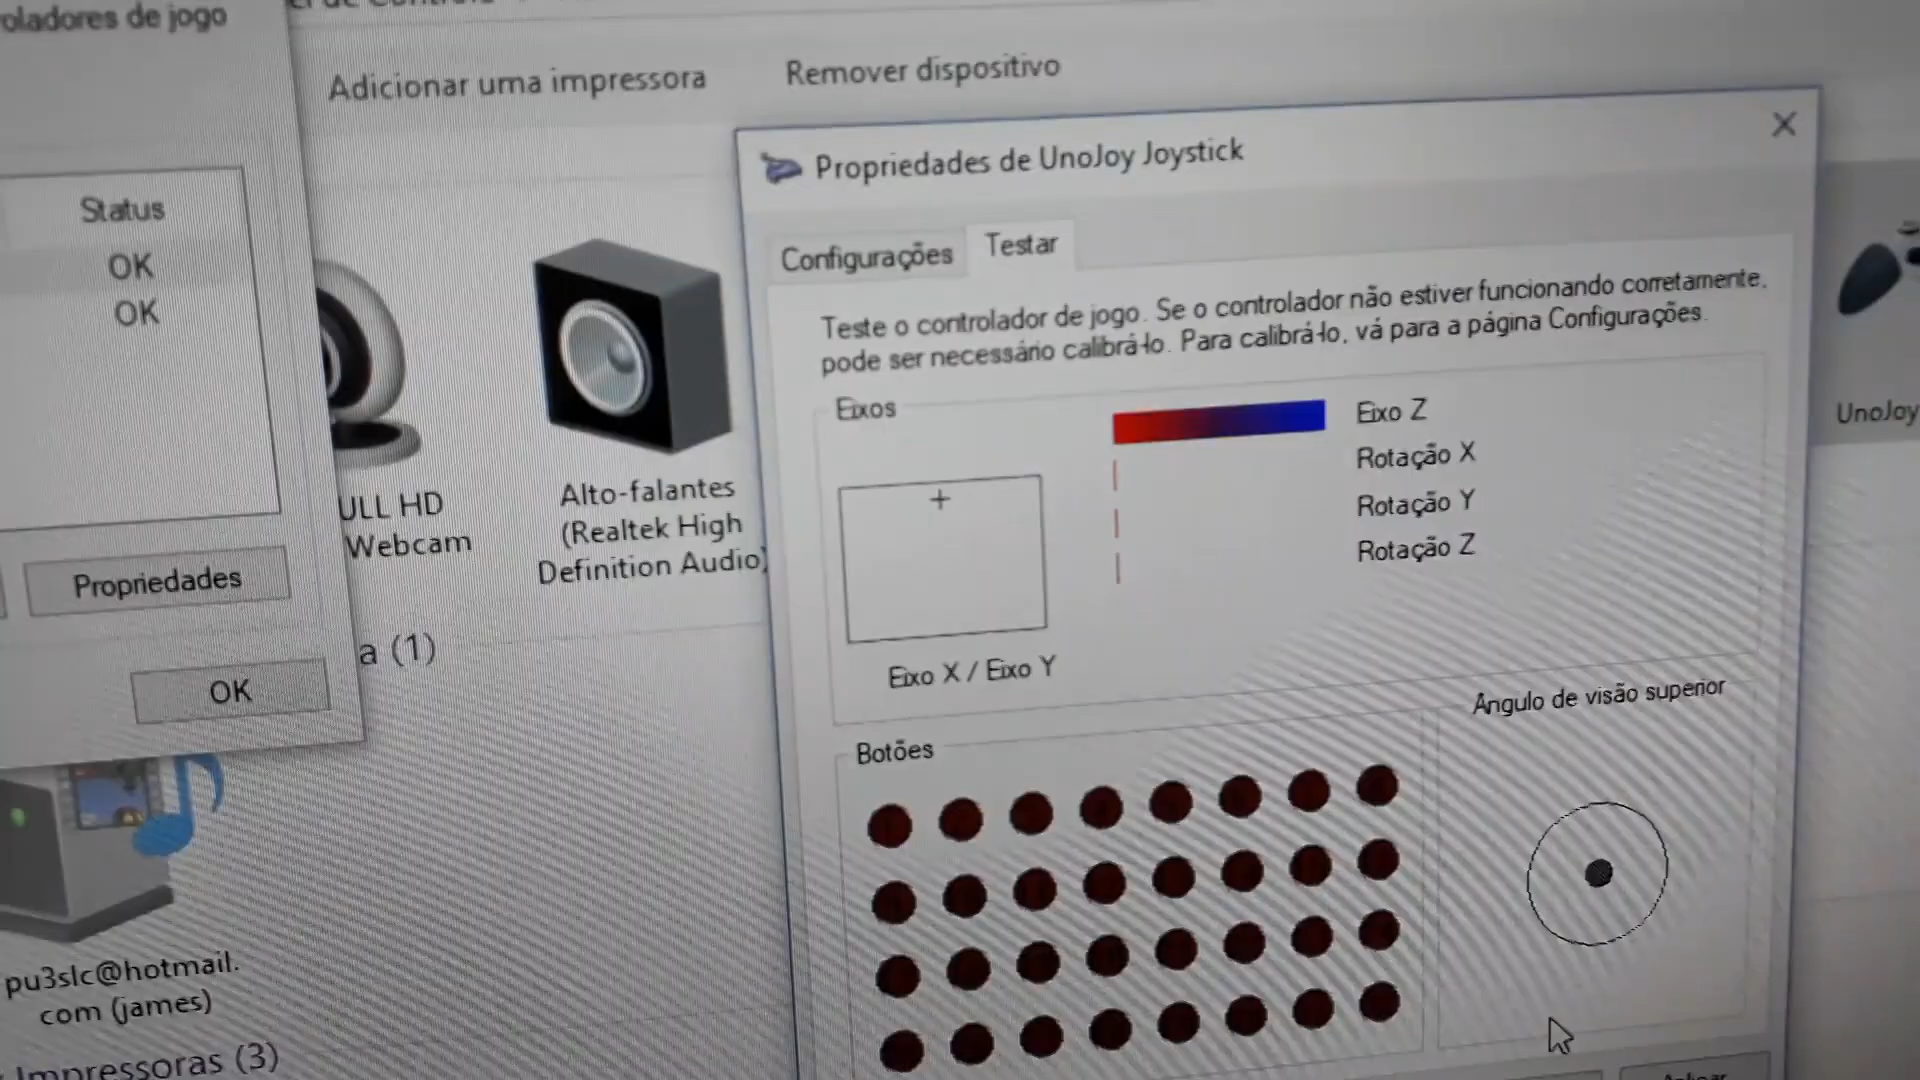 oladores de jogo
Adicionar uma impressora
Remover dispositivo
Status
OK
OK
Propriedades
OK
ULL HD
Webcam
Alto-falantes
(Realtek High
Definition Audio)
a (1)
pu3slc@hotmail.
com (james)
Impressoras (3)
Propriedades de UnoJoy Joystick
Configurações
Testar
Teste o controlador de jogo. Se o controlador não estiver funcionando corretamente,
pode ser necessário calibrá-lo. Para calibrá-lo, vá para a página Configurações.
Eixos
Eixo Z
Rotação X
Rotação Y
Rotação Z
Eixo X / Eixo Y
Botões
Ângulo de visão superior
UnoJoy